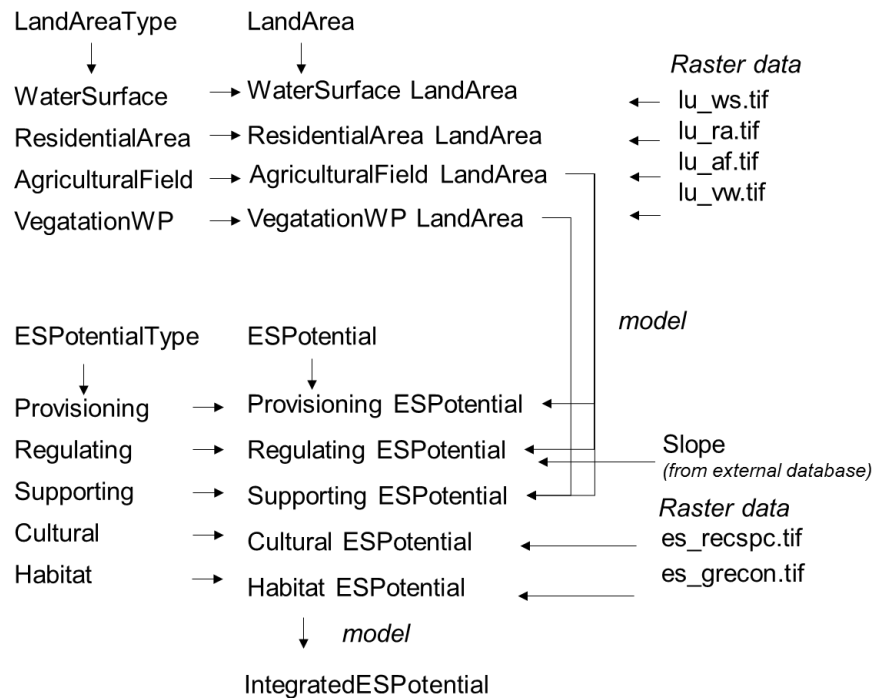 LandAreaType LandArea
Raster data
WaterSurface WaterSurface LandArea lu_ws.tif
ResidentialArea ResidentialArea LandArea lu_ra.tif
AgriculturalField AgriculturalField LandArea lu_af.tif
VegatationWP VegatationWP LandArea lu_vw.tif
model
ESPotentialType ESPotential
Provisioning Provisioning ESPotential
Regulating Regulating ESPotential Slope
(from external database)
Supporting Supporting ESPotential
Raster data
Cultural Cultural ESPotential es_recspc.tif
Habitat Habitat ESPotential es_grecon.tif
model
IntegratedESPotential